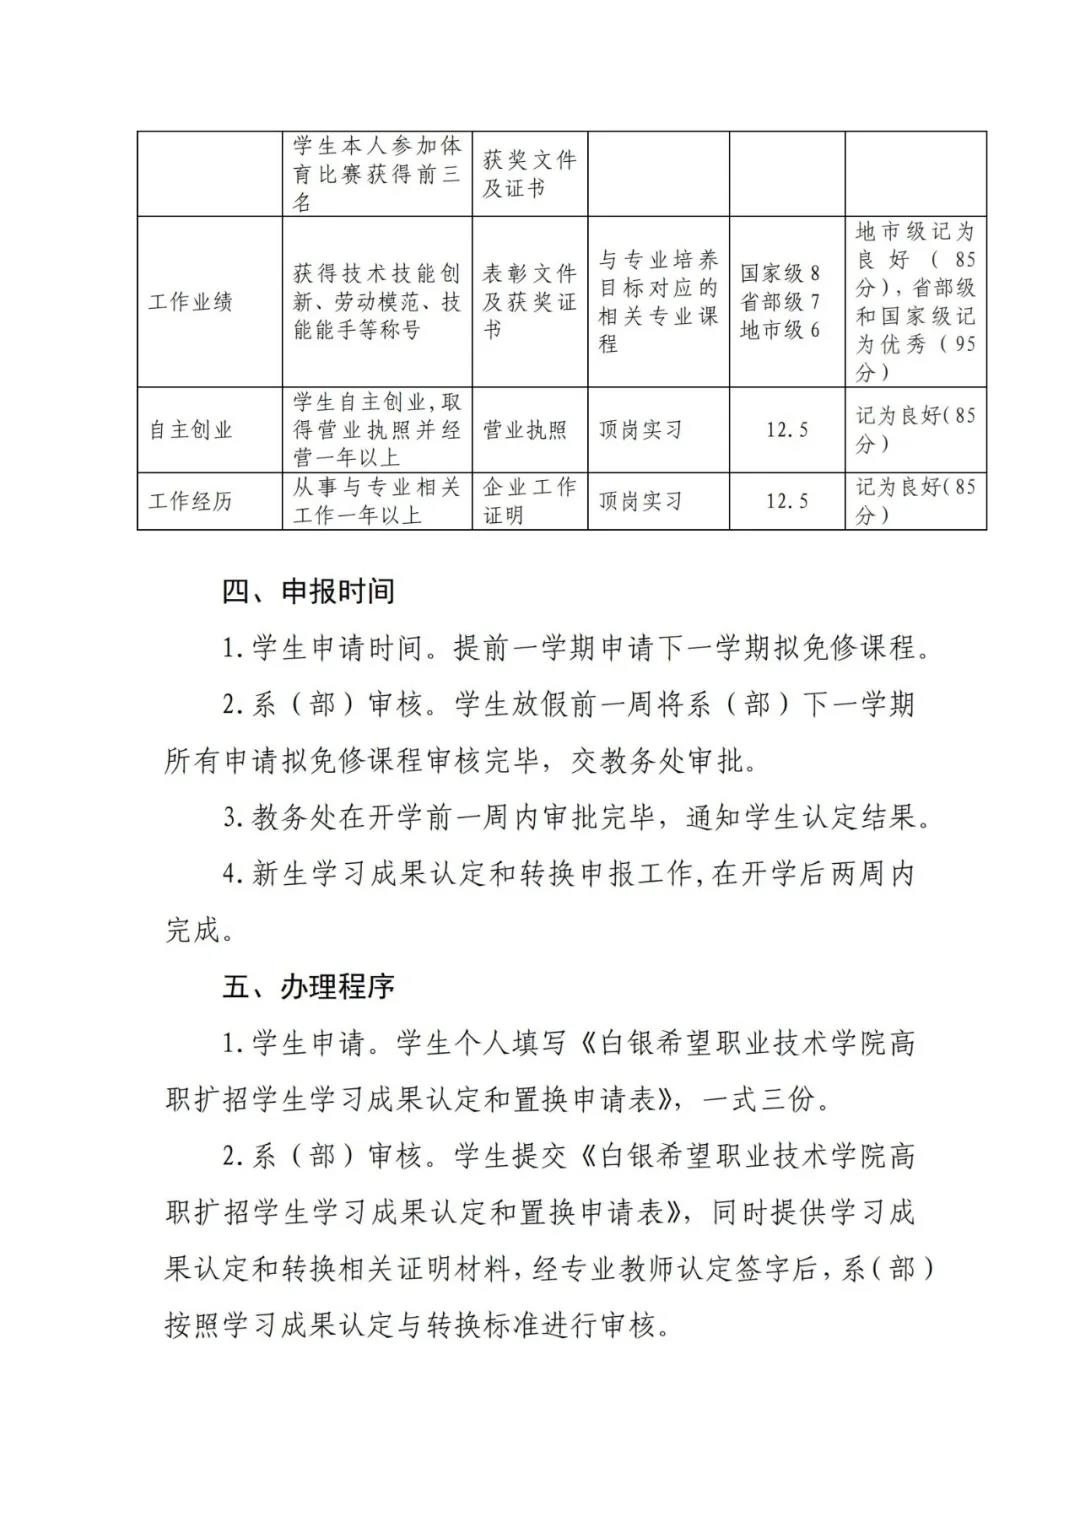 学生本人参加体
育比赛获得前三
名
获奖文件
及证书
工作业绩
获得技术技能创
新、劳动模范、技
能能手等称号
表彰文件
及获奖证
书
与专业培养
目标对应的
相关专业课
程
国家级 8
省部级 7
地市级 6
地市级记为
良好（85
分），省部级
和国家级记
为优秀（95
分）
自主创业
学生自主创业,取
得营业执照并经
营一年以上
营业执照
顶岗实习
12.5
记为良好(85
分）
工作经历
从事与专业相关
工作一年以上
企业工作
证明
顶岗实习
12.5
记为良好(85
分）
四、申报时间
1.学生申请时间。提前一学期申请下一学期拟免修课程。
2.系（部）审核。学生放假前一周将系（部）下一学期
所有申请拟免修课程审核完毕，交教务处审批。
3.教务处在开学前一周内审批完毕，通知学生认定结果。
4.新生学习成果认定和转换申报工作,在开学后两周内
完成。
五、办理程序
1.学生申请。学生个人填写《白银希望职业技术学院高
职扩招学生学习成果认定和置换申请表》，一式三份。
2.系（部）审核。学生提交《白银希望职业技术学院高
职扩招学生学习成果认定和置换申请表》，同时提供学习成
果认定和转换相关证明材料,经专业教师认定签字后,系(部)
按照学习成果认定与转换标准进行审核。